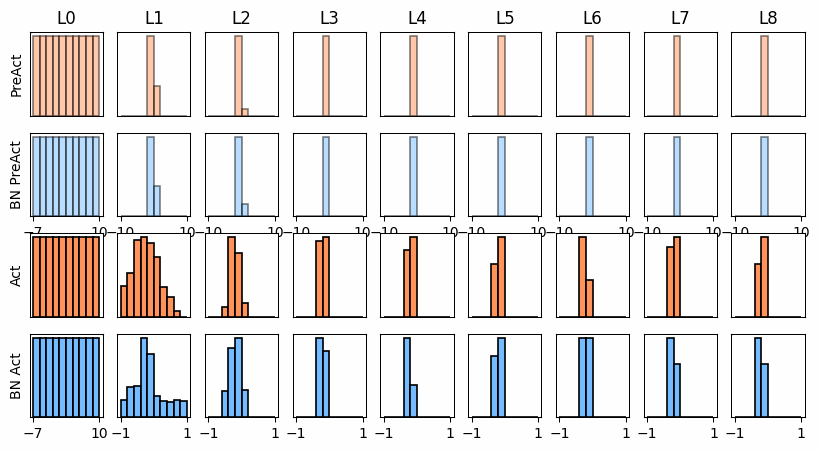 L0 L1 L2 L3 L4 L5 L6 L7 L8
PreAct
BN PreAct
−7 10 −10 10 −10 10 −10 10 −10 10 −10 10 −10 10 −10 10 −10 10
Act
BN Act
−7 10 −1 1 −1 1 −1 1 −1 1 −1 1 −1 1 −1 1 −1 1